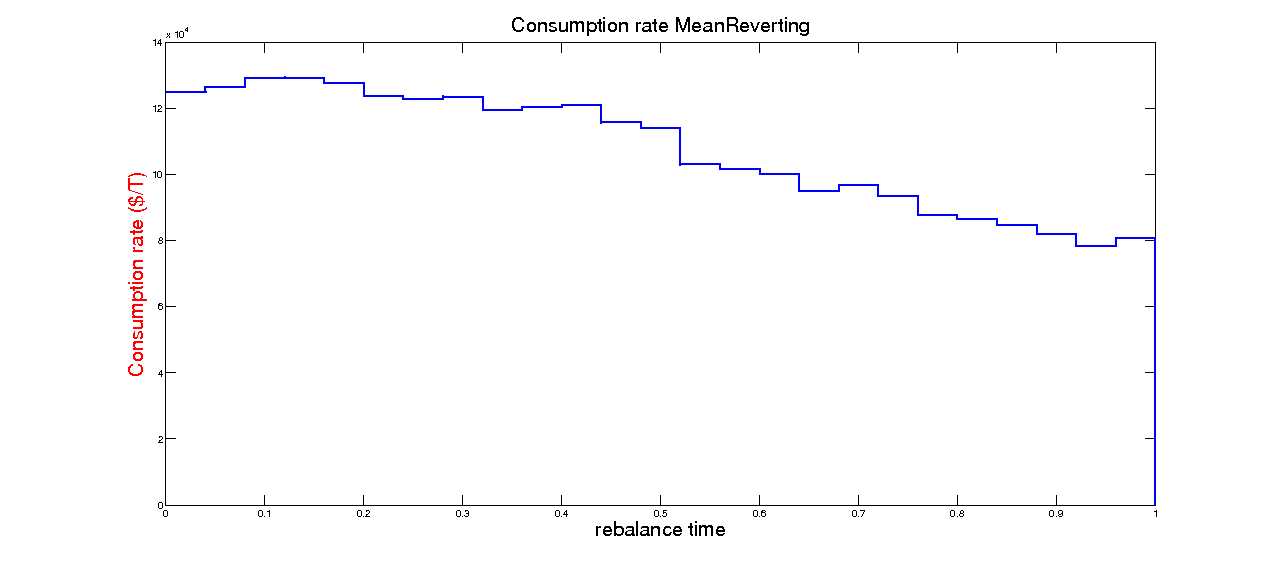 Consumption rate MeanReverting
x 10^4
14
12
10
8
6
4
2
0
Consumption rate ($/T)
0 0.1 0.2 0.3 0.4 0.5 0.6 0.7 0.8 0.9 1
rebalance time